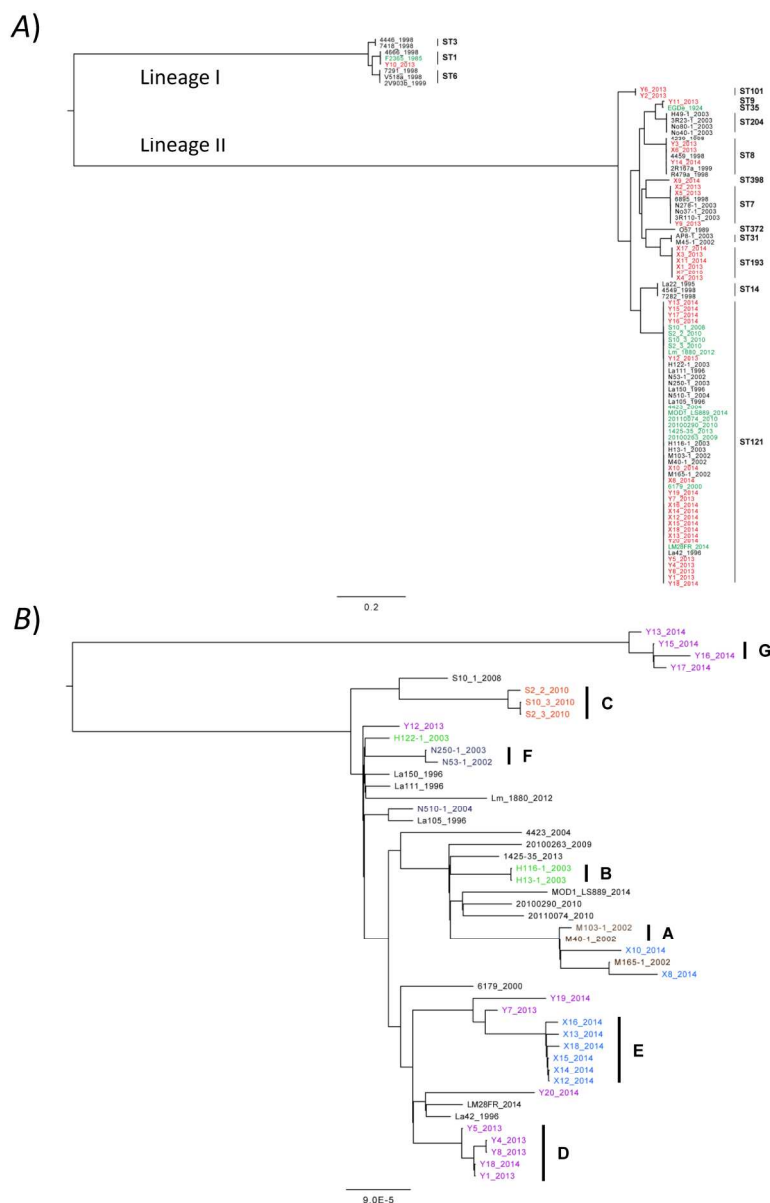 A)
4446_1998
7418_1998
ST3
4666_1998
F2365_1985
Y10_2013
ST1
7291_1998
V518a_1998
2V903b_1999
ST6
Lineage I
Lineage II
Y6_2013
Y2_2013
ST101
Y11_2013
ST9
EGDe_1924
ST35
H49-1_2003
3R23-1_2003
No80-1_2003
No40-1_2003
ST204
Y3_2013
4459_1998
Y14_2014
2R167a_1999
R479a_1998
ST8
X9_2014
ST398
X2_2013
X5_2013
6895_1998
N278-1_2003
No37-1_2003
3R110-1_2003
Y9_2013
ST7
O57_1989
ST372
AP8-1_2003
M45-1_2002
ST31
X17_2014
X3_2013
X11_2014
X1_2013
X4_2013
ST193
La22_1995
4549_1998
7282_1998
ST14
Y13_2014
Y15_2014
Y17_2014
Y16_2014
S10_1_2008
S2_2_2010
S10_3_2010
S2_3_2010
Lm_1880_2012
Y12_2013
H122-1_2003
La111_1996
N53-1_2002
N250-1_2003
La150_1996
N510-1_2004
La105_1996
4423_2004
MOD1_LS889_2014
20110074_2010
20100290_2010
1425-35_2013
20100263_2009
H116-1_2003
H13-1_2003
M103-1_2002
M40-1_2002
M165-1_2002
X10_2014
X8_2014
6179_2000
Y19_2014
Y7_2013
X16_2014
X14_2014
X12_2014
X15_2014
X18_2014
X13_2014
Y20_2014
LM28FR_2014
La42_1996
Y5_2013
Y4_2013
Y8_2013
Y1_2013
Y18_2014
ST121
0.2
B)
Y13_2014
Y15_2014
Y16_2014
Y17_2014
G
S10_1_2008
S2_2_2010
S10_3_2010
S2_3_2010
C
Y12_2013
H122-1_2003
N250-1_2003
N53-1_2002
F
La150_1996
La111_1996
Lm_1880_2012
N510-1_2004
La105_1996
4423_2004
20100263_2009
1425-35_2013
H116-1_2003
H13-1_2003
B
MOD1_LS889_2014
20100290_2010
20110074_2010
M103-1_2002
M40-1_2002
A
X10_2014
M165-1_2002
X8_2014
6179_2000
Y19_2014
Y7_2013
X16_2014
X13_2014
X18_2014
X15_2014
X14_2014
X12_2014
E
Y20_2014
LM28FR_2014
La42_1996
Y5_2013
Y4_2013
Y8_2013
Y18_2014
Y1_2013
D
9.0E-5